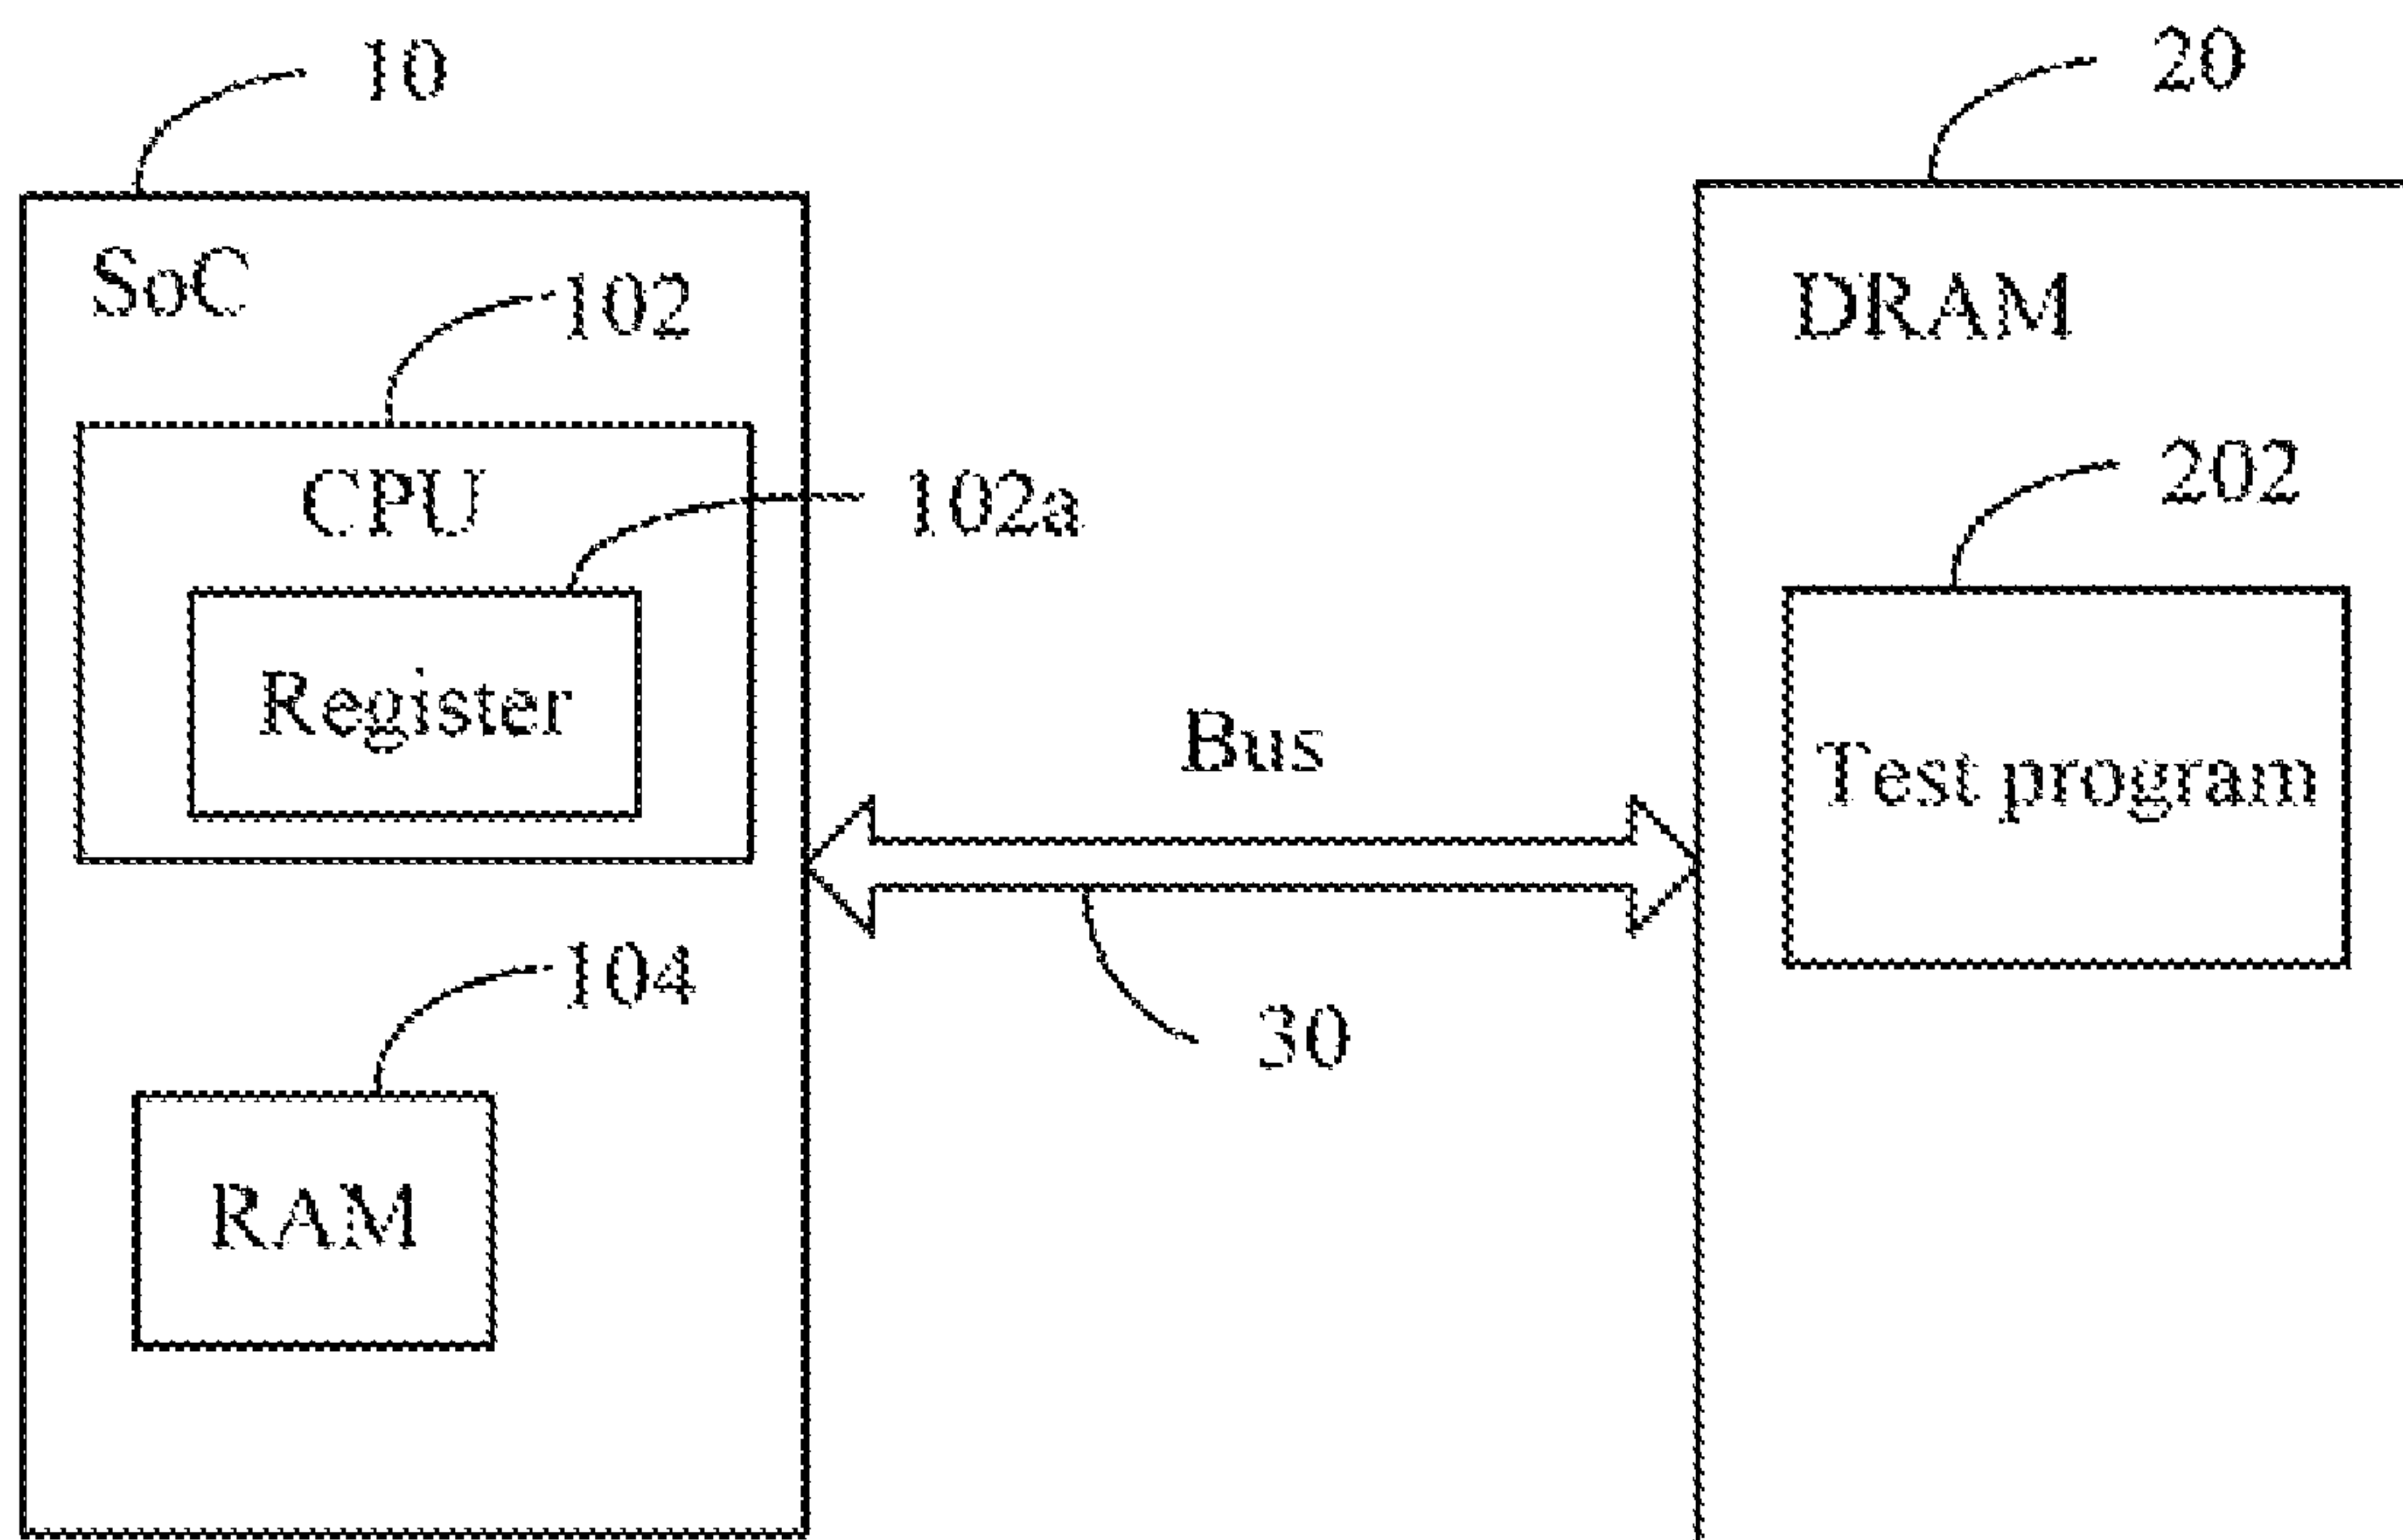 10
20
SoC
102
DRAM
CPU
102a
202
Register
Bus
Test program
104
30
RAM